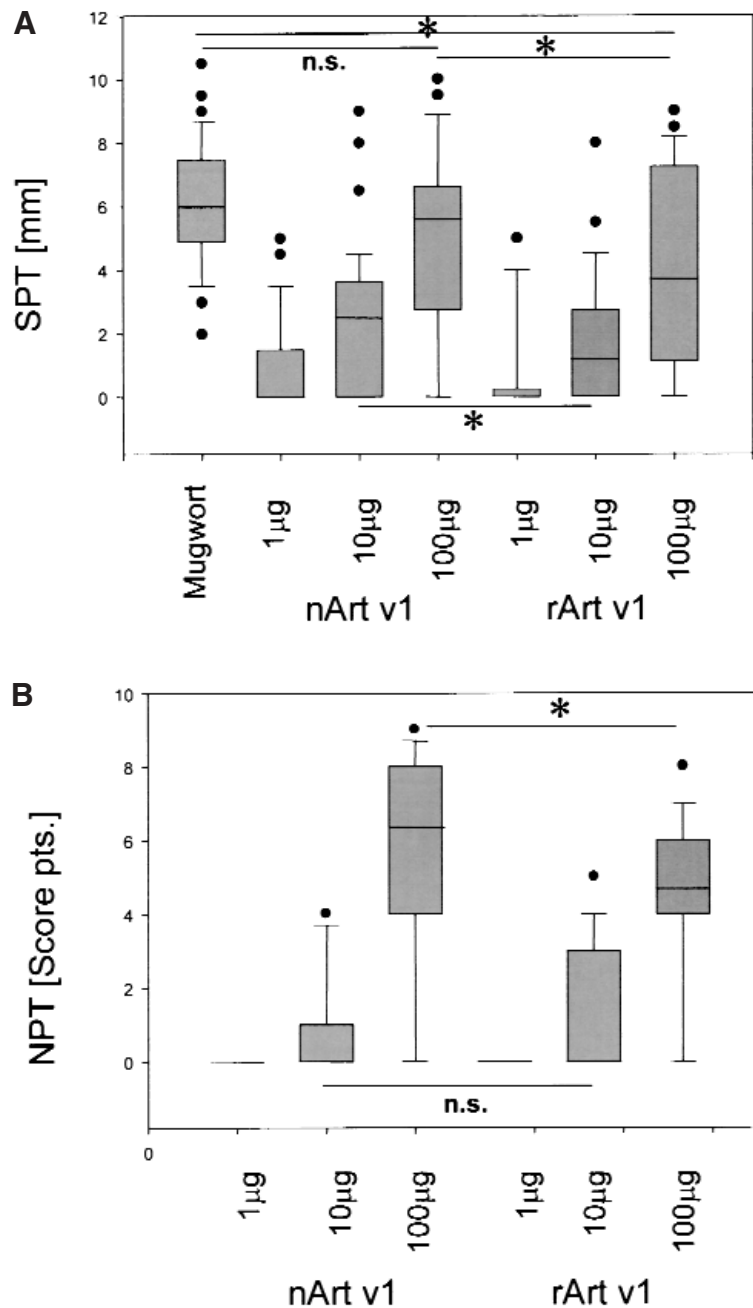 A
12
10
8
6
4
2
0
SPT [mm]
*
n.s.
*
*
Mugwort
1µg
10µg
100µg
1µg
10µg
100µg
nArt v1
rArt v1
B
10
8
6
4
2
0
0
NPT [Score pts.]
*
n.s.
1µg
10µg
100µg
1µg
10µg
100µg
nArt v1
rArt v1